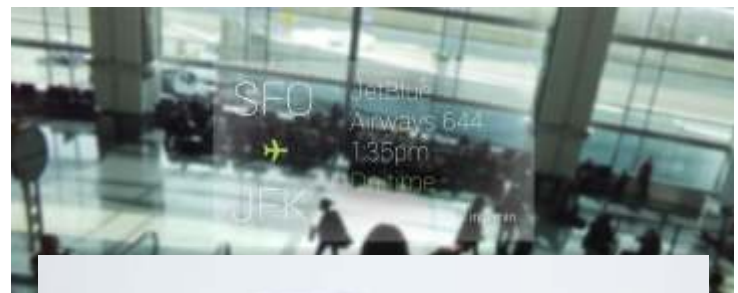 SFO
JFK
JetBlue
Airways 644
1:35pm
On time